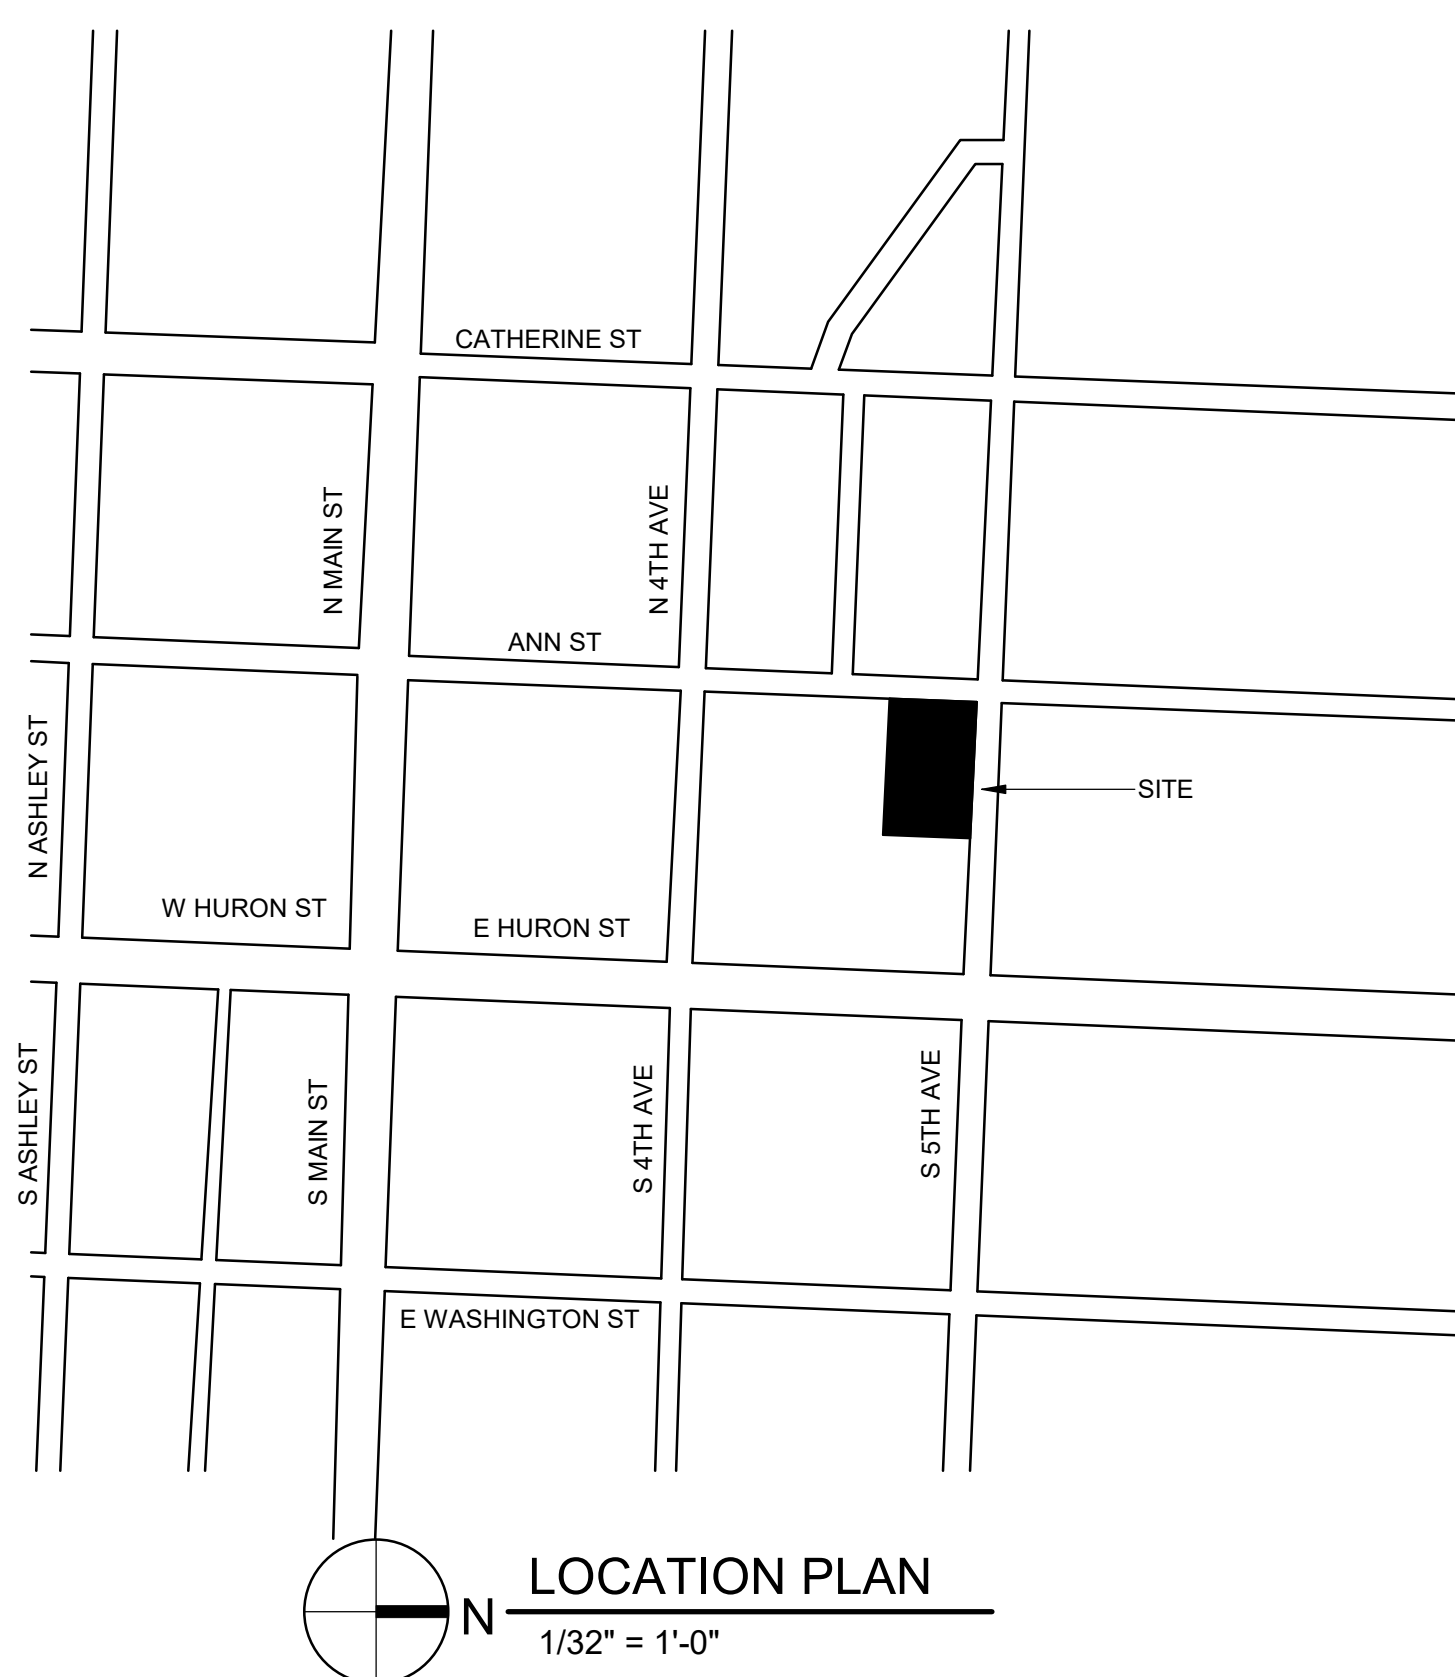 CATHERINE ST
N MAIN ST
N 4TH AVE
ANN ST
N ASHLEY ST
SITE
W HURON ST
E HURON ST
S ASHLEY ST
S MAIN ST
S 4TH AVE
S 5TH AVE
E WASHINGTON ST
N
LOCATION PLAN
1/32" = 1'-0"